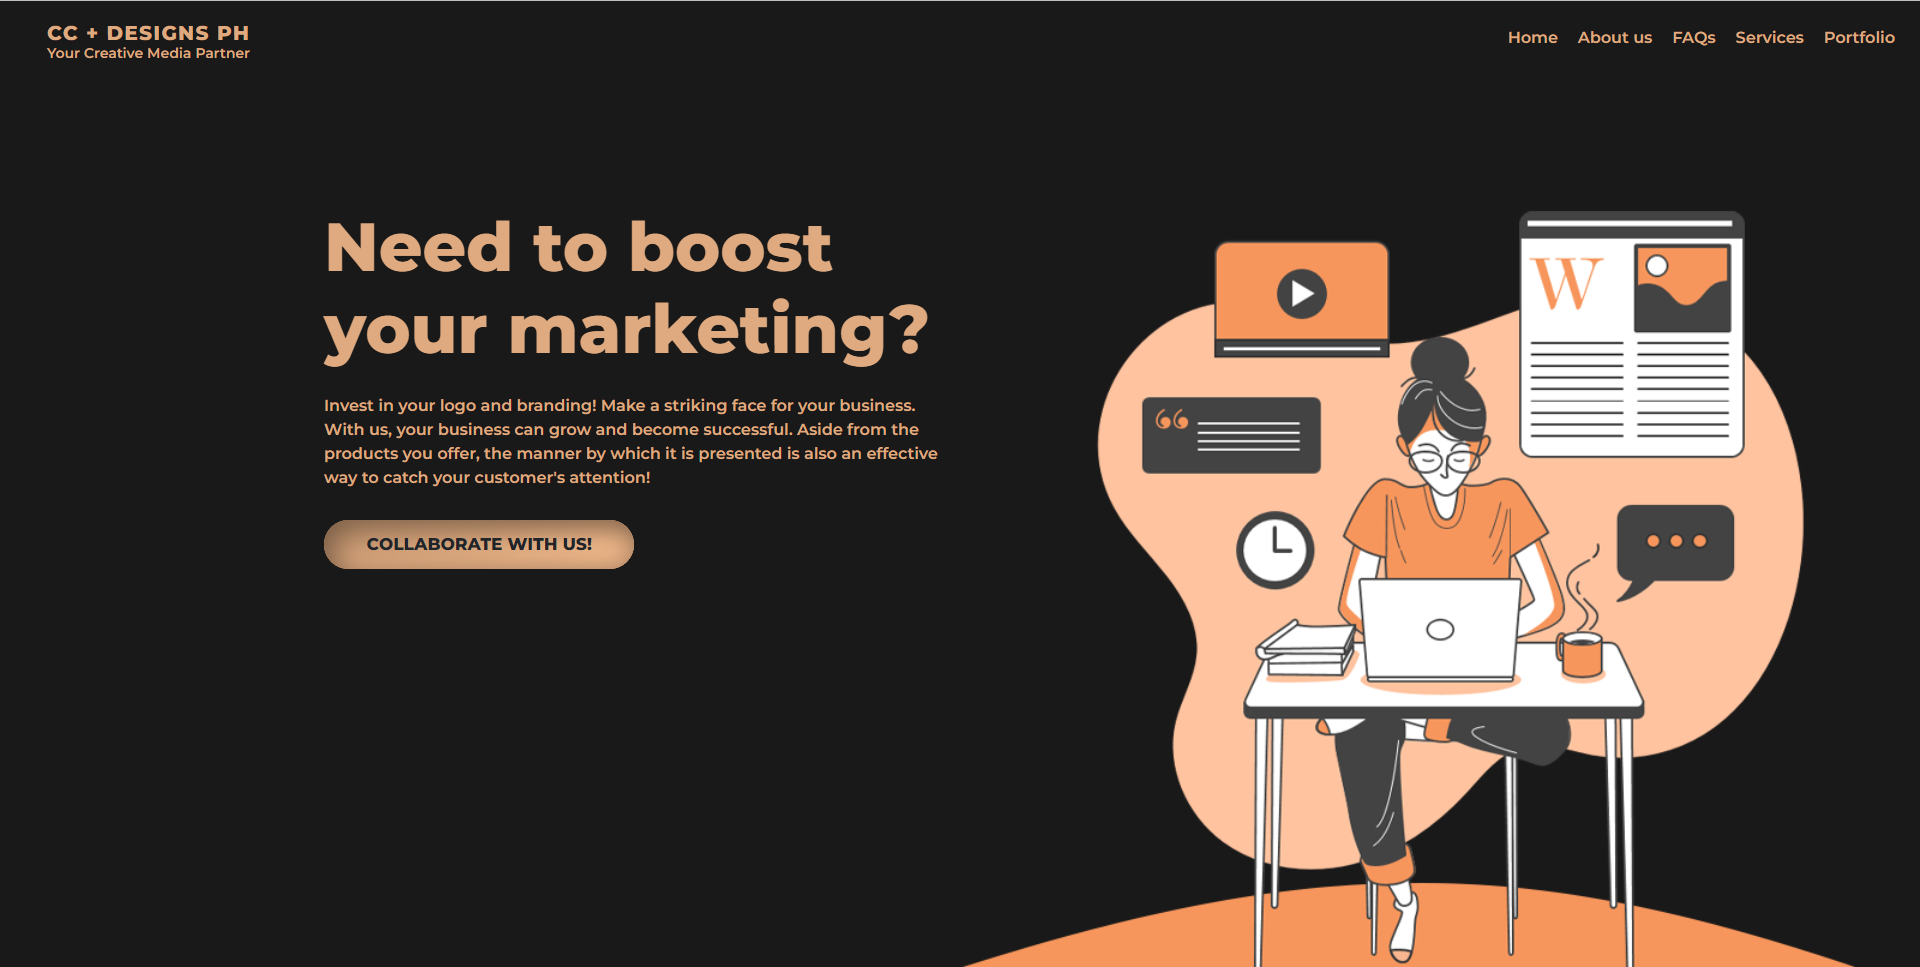 CC + DESIGNS PH
Your Creative Media Partner
Home About us FAQs Services Portfolio
Need to boost
your marketing?
Invest in your logo and branding! Make a striking face for your business.
With us, your business can grow and become successful. Aside from the
products you offer, the manner by which it is presented is also an effective
way to catch your customer's attention!
COLLABORATE WITH US!
W